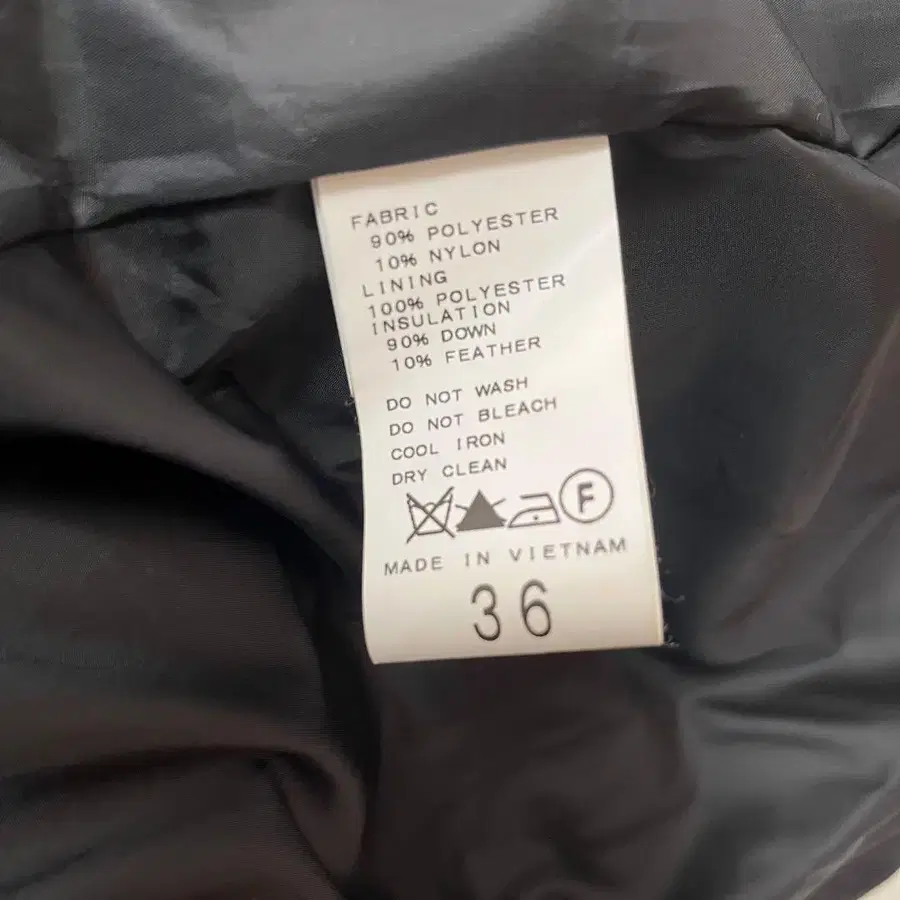 FABRIC
90% POLYESTER
10% NYLON
LINING
100% POLYESTER
INSULATION
90% DOWN
10% FEATHER
DO NOT WASH
DO NOT BLEACH
COOL IRON
DRY CLEAN
F
MADE IN VIETNAM
36